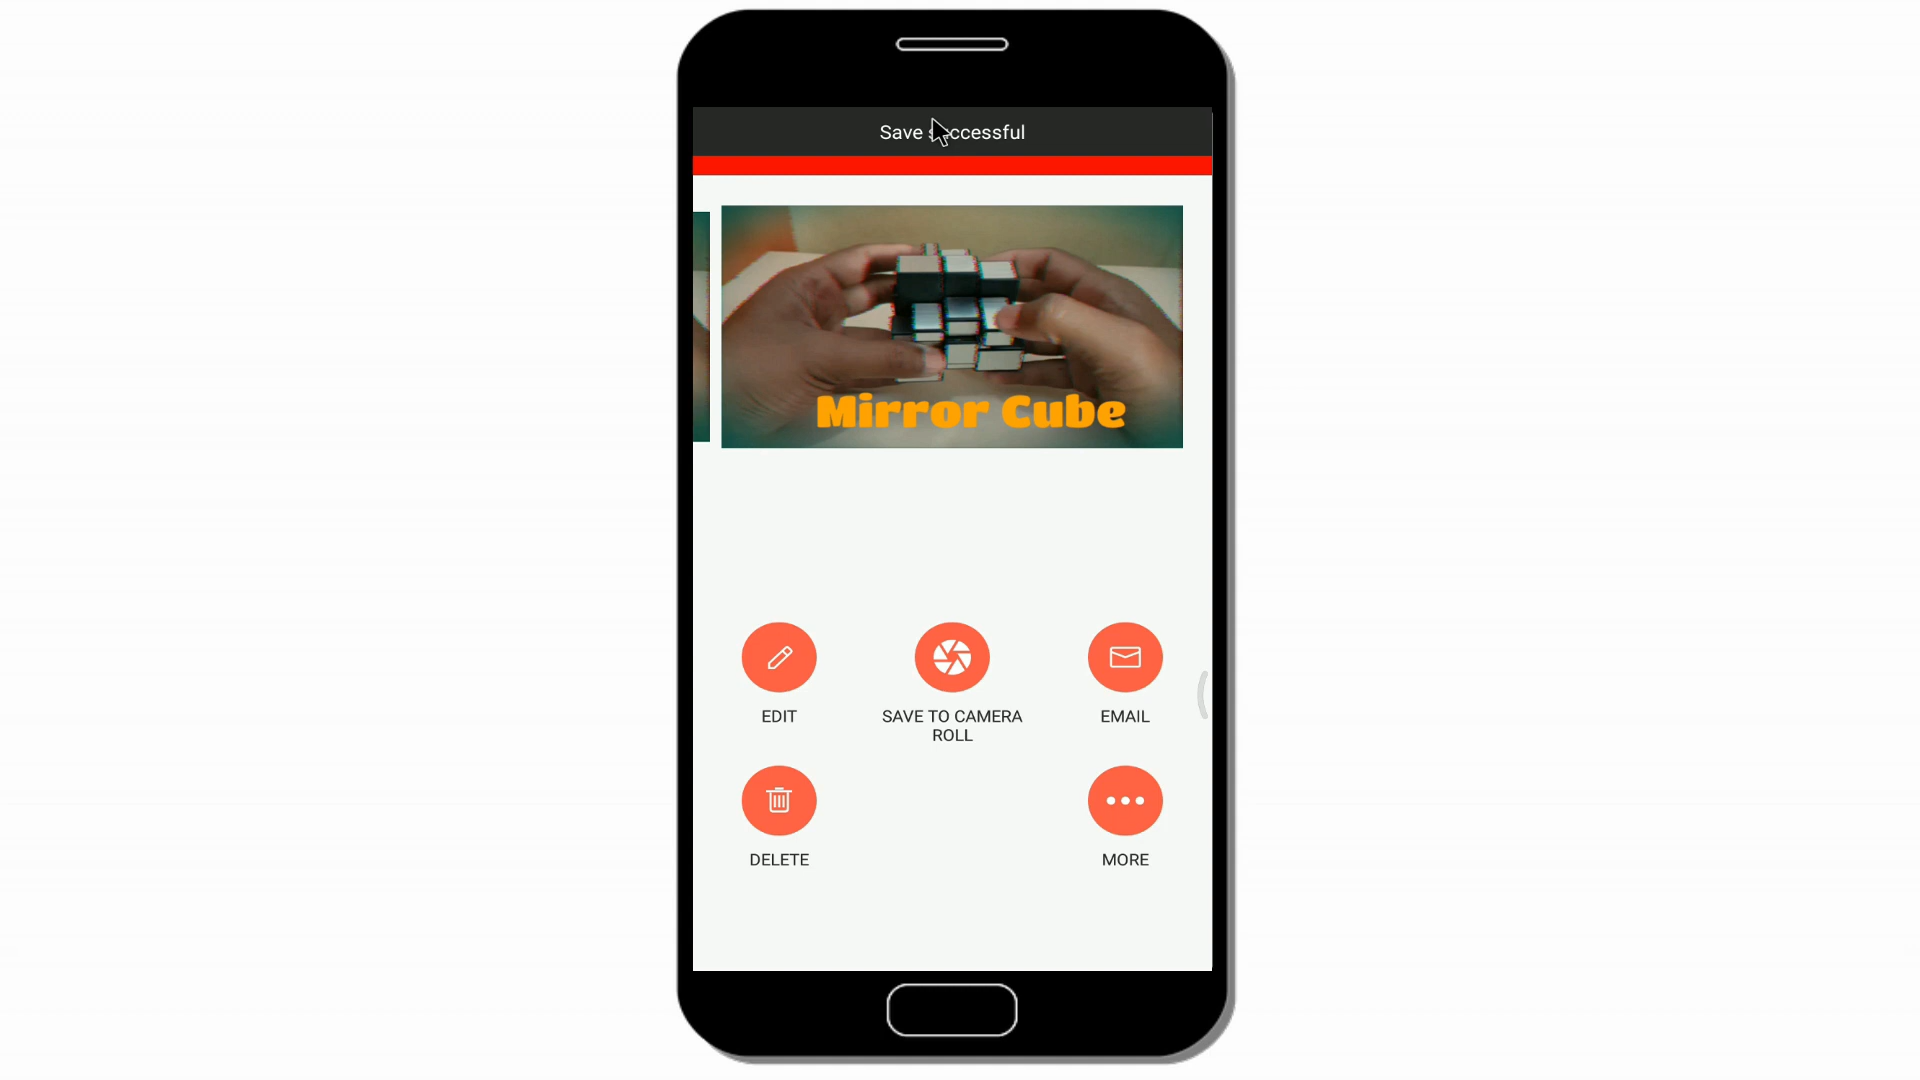 Save successful
Mirror Cube
EDIT
SAVE TO CAMERA
ROLL
EMAIL
DELETE
MORE